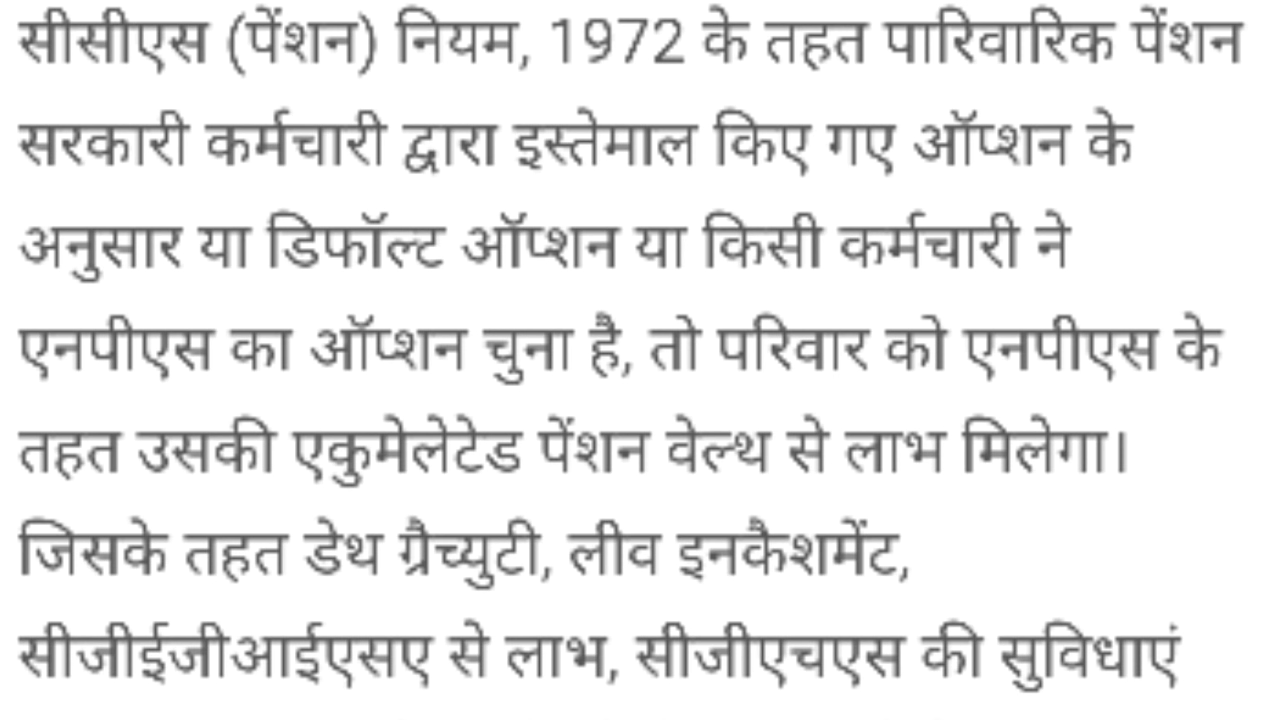 सीसीएस (पेंशन) नियम, 1972 के तहत पारिवारिक पेंशन
सरकारी कर्मचारी द्वारा इस्तेमाल किए गए ऑप्शन के
अनुसार या डिफॉल्ट ऑप्शन या किसी कर्मचारी ने
एनपीएस का ऑप्शन चुना है, तो परिवार को एनपीएस के
तहत उसकी एकुमेलेटेड पेंशन वेल्थ से लाभ मिलेगा।
जिसके तहत डेथ ग्रैच्युटी, लीव इनकैशमेंट,
सीजीईजीआईएसए से लाभ, सीजीएचएस की सुविधाएं